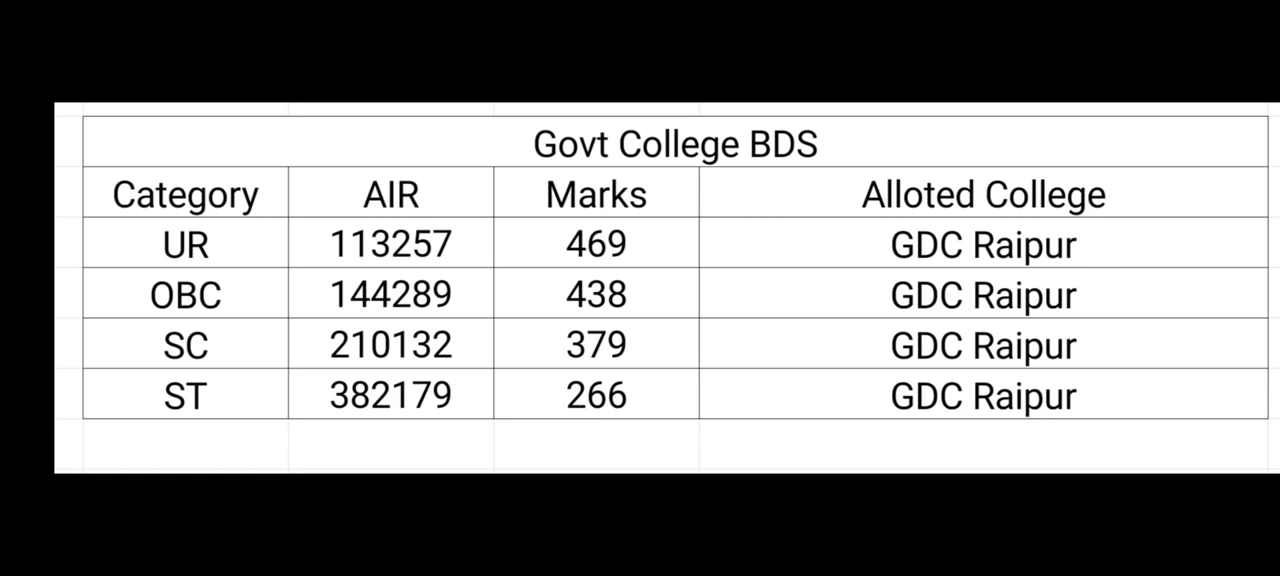 Govt College BDS
Category AIR Marks Alloted College
UR 113257 469 GDC Raipur
OBC 144289 438 GDC Raipur
SC 210132 379 GDC Raipur
ST 382179 266 GDC Raipur